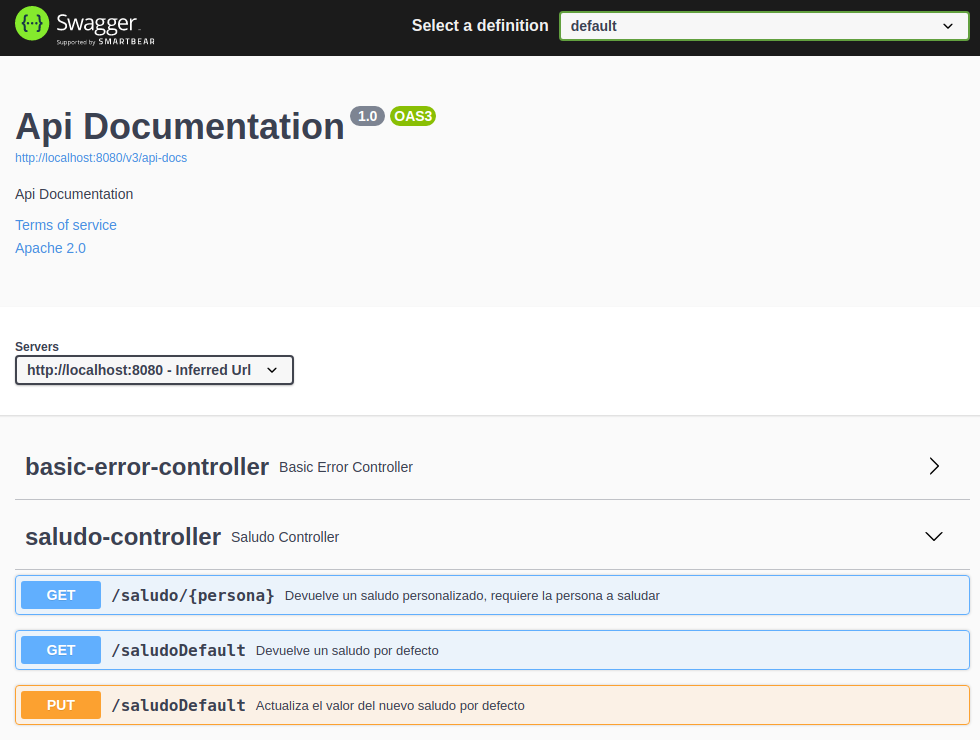 {···} Swagger
Supported by SMARTBEAR
Select a definition
default
Api Documentation 1.0 OAS3
http://localhost:8080/v3/api-docs
Api Documentation
Terms of service
Apache 2.0
Servers
http://localhost:8080 - Inferred Url
basic-error-controller Basic Error Controller
saludo-controller Saludo Controller
GET /saludo/{persona} Devuelve un saludo personalizado, requiere la persona a saludar
GET /saludoDefault Devuelve un saludo por defecto
PUT /saludoDefault Actualiza el valor del nuevo saludo por defecto